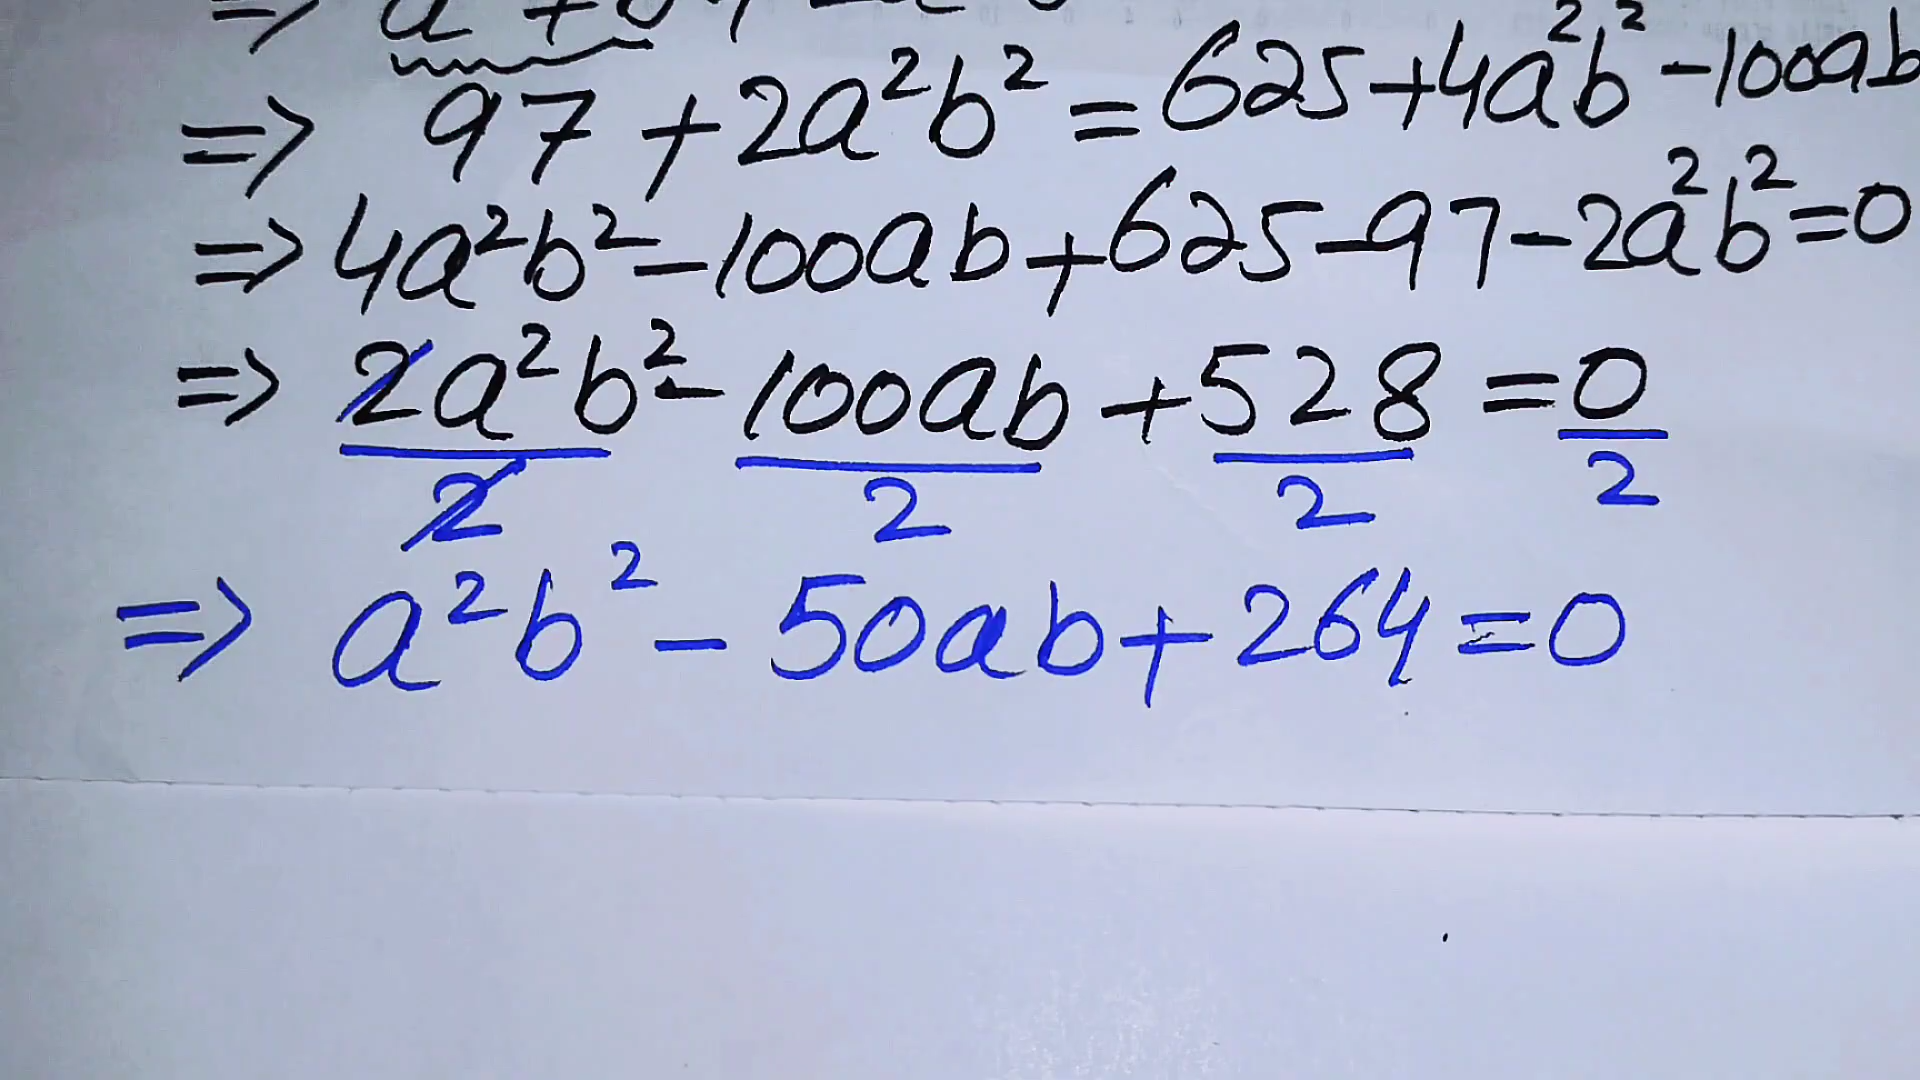 => 97 + 2a²b² = 625 + 4a²b² - 100ab
=> 4a²b² - 100ab + 625 - 97 - 2a²b² = 0
=> 2a²b² - 100ab + 528 = 0
2 2 2 2
=> a²b² - 50ab + 264 = 0